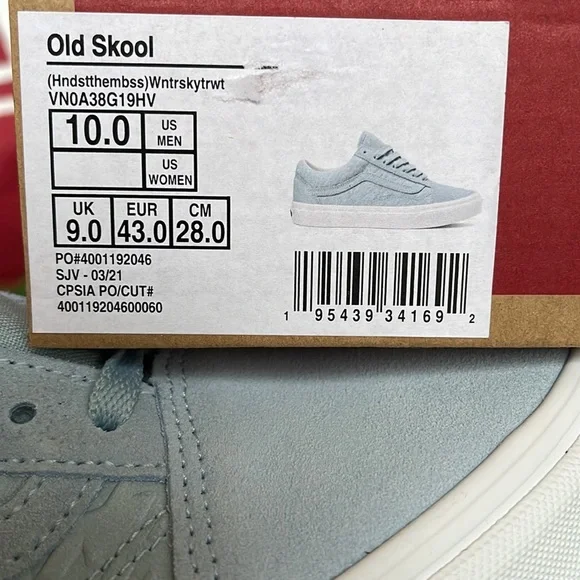 Old Skool
(Hndstthembss)Wntrskytrwt
VN0A38G19HV
10.0 US MEN
US WOMEN
UK 9.0 EUR 43.0 CM 28.0
PO#4001192046
SJV - 03/21
CPSIA PO/CUT#
400119204600060
1 95439 34169 2